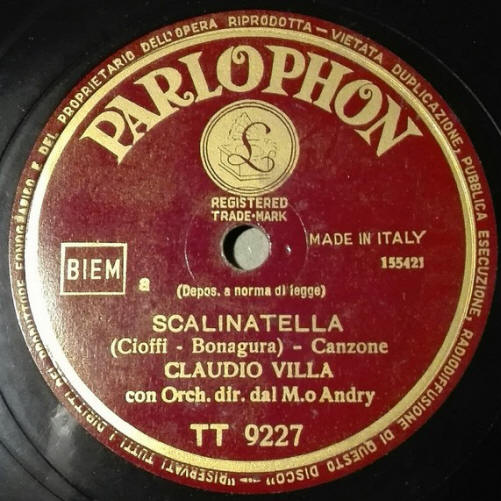 "RISERVATI TUTTI I DIRITTI DEL PRODUTTORE FONOGRAFICO E DEL PROPRIETARIO DELL'OPERA RIPRODOTTA - VIETATA DUPLICAZIONE, PUBBLICA ESECUZIONE, RADIODIFFUSIONE DI QUESTO DISCO"
PARLOPHON
£
REGISTERED
TRADE·MARK
MADE IN ITALY
155421
BIEM
a
(Depos. a norma di legge)
SCALINATELLA
(Cioffi - Bonagura) - Canzone
CLAUDIO VILLA
con Orch. dir. dal M.o Andry
TT 9227